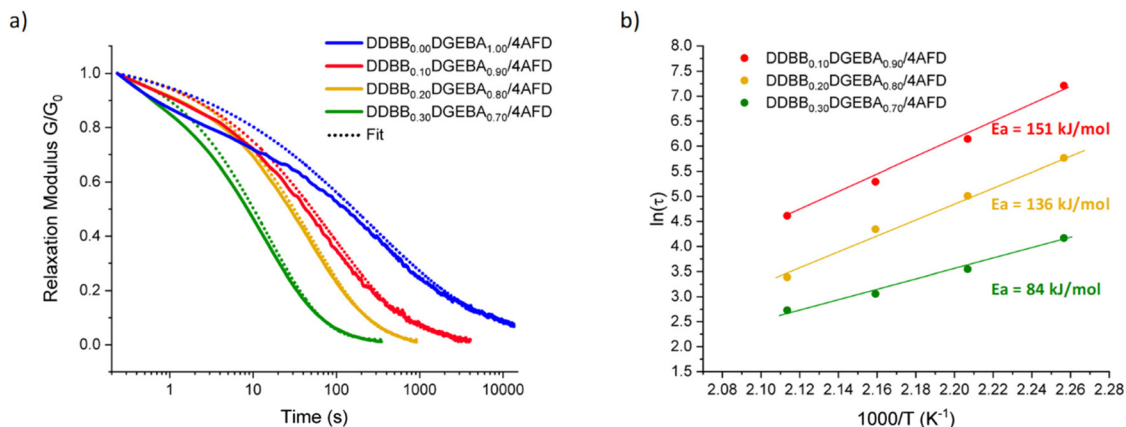 a)
DDBB0.00DGEBA1.00/4AFD
DDBB0.10DGEBA0.90/4AFD
DDBB0.20DGEBA0.80/4AFD
DDBB0.30DGEBA0.70/4AFD
Fit
Relaxation Modulus G/G0
1.0
0.8
0.6
0.4
0.2
0.0
1 10 100 1000 10000
Time (s)
b)
DDBB0.10DGEBA0.90/4AFD
DDBB0.20DGEBA0.80/4AFD
DDBB0.30DGEBA0.70/4AFD
Ea = 151 kJ/mol
Ea = 136 kJ/mol
Ea = 84 kJ/mol
ln(τ)
8.0
7.5
7.0
6.5
6.0
5.5
5.0
4.5
4.0
3.5
3.0
2.5
2.0
1.5
2.08 2.10 2.12 2.14 2.16 2.18 2.20 2.22 2.24 2.26 2.28
1000/T (K-1)